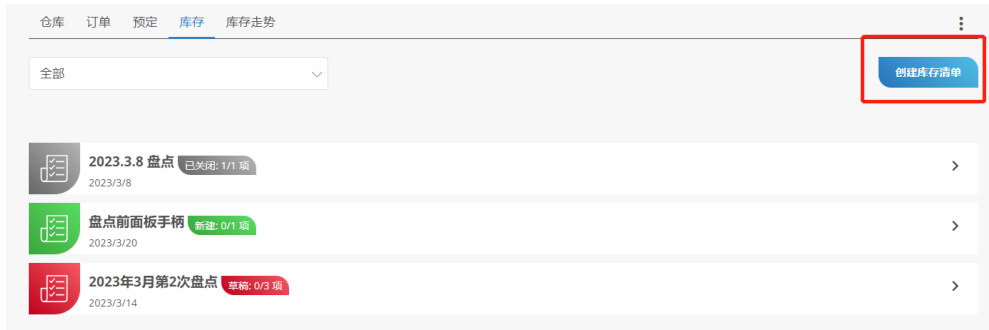 仓库 订单 预定 库存 库存走势
全部
创建库存清单
2023.3.8 盘点 已关闭: 1/1 项
2023/3/8
盘点前面板手柄 新建: 0/1 项
2023/3/20
2023年3月第2次盘点 草稿: 0/3 项
2023/3/14